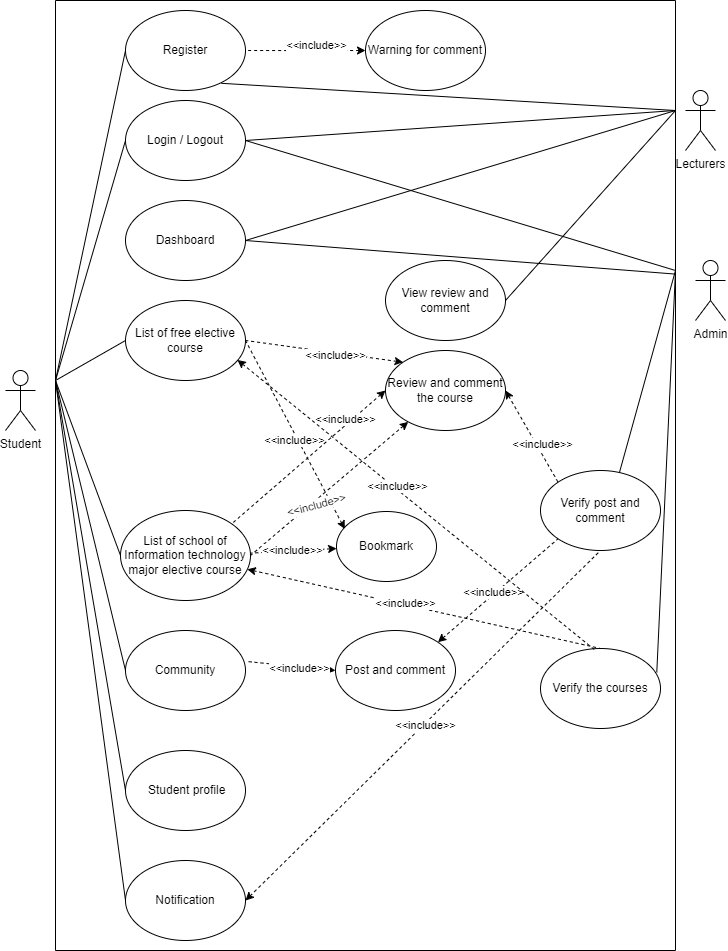 Register
<<include>>
Warning for comment
Login / Logout
Lecturers
Dashboard
View review and
comment
Admin
List of free elective
course
<<include>>
Review and comment
the course
<<include>>
<<include>>
<<include>>
Student
<<include>>
<<include>>
Verify post and
comment
List of school of
Information technology
major elective course
<<include>>
Bookmark
<<include>>
<<include>>
Community
<<include>>
Post and comment
Verify the courses
<<include>>
Student profile
Notification